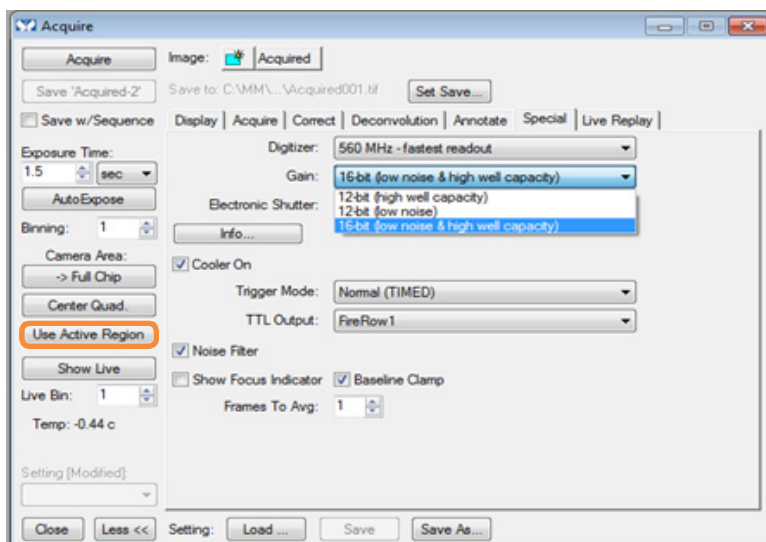 Acquire
Acquire Image: Acquired
Save 'Acquired-2' Save to: C:\MM\...\Acquired001.tif Set Save...
Save w/Sequence Display Acquire Correct Deconvolution Annotate Special Live Replay
Exposure Time: Digitizer: 560 MHz - fastest readout
1.5 sec Gain: 16-bit (low noise & high well capacity)
AutoExpose Electronic Shutter: 12-bit (high well capacity)
12-bit (low noise)
16-bit (low noise & high well capacity)
Binning: 1 Info...
Camera Area: Cooler On
-> Full Chip Trigger Mode: Normal (TIMED)
Center Quad. TTL Output: FireRow1
Use Active Region Noise Filter
Show Live Show Focus Indicator Baseline Clamp
Live Bin: 1 Frames To Avg: 1
Temp: -0.44 c
Setting [Modified]:
Close Less << Setting: Load ... Save Save As...